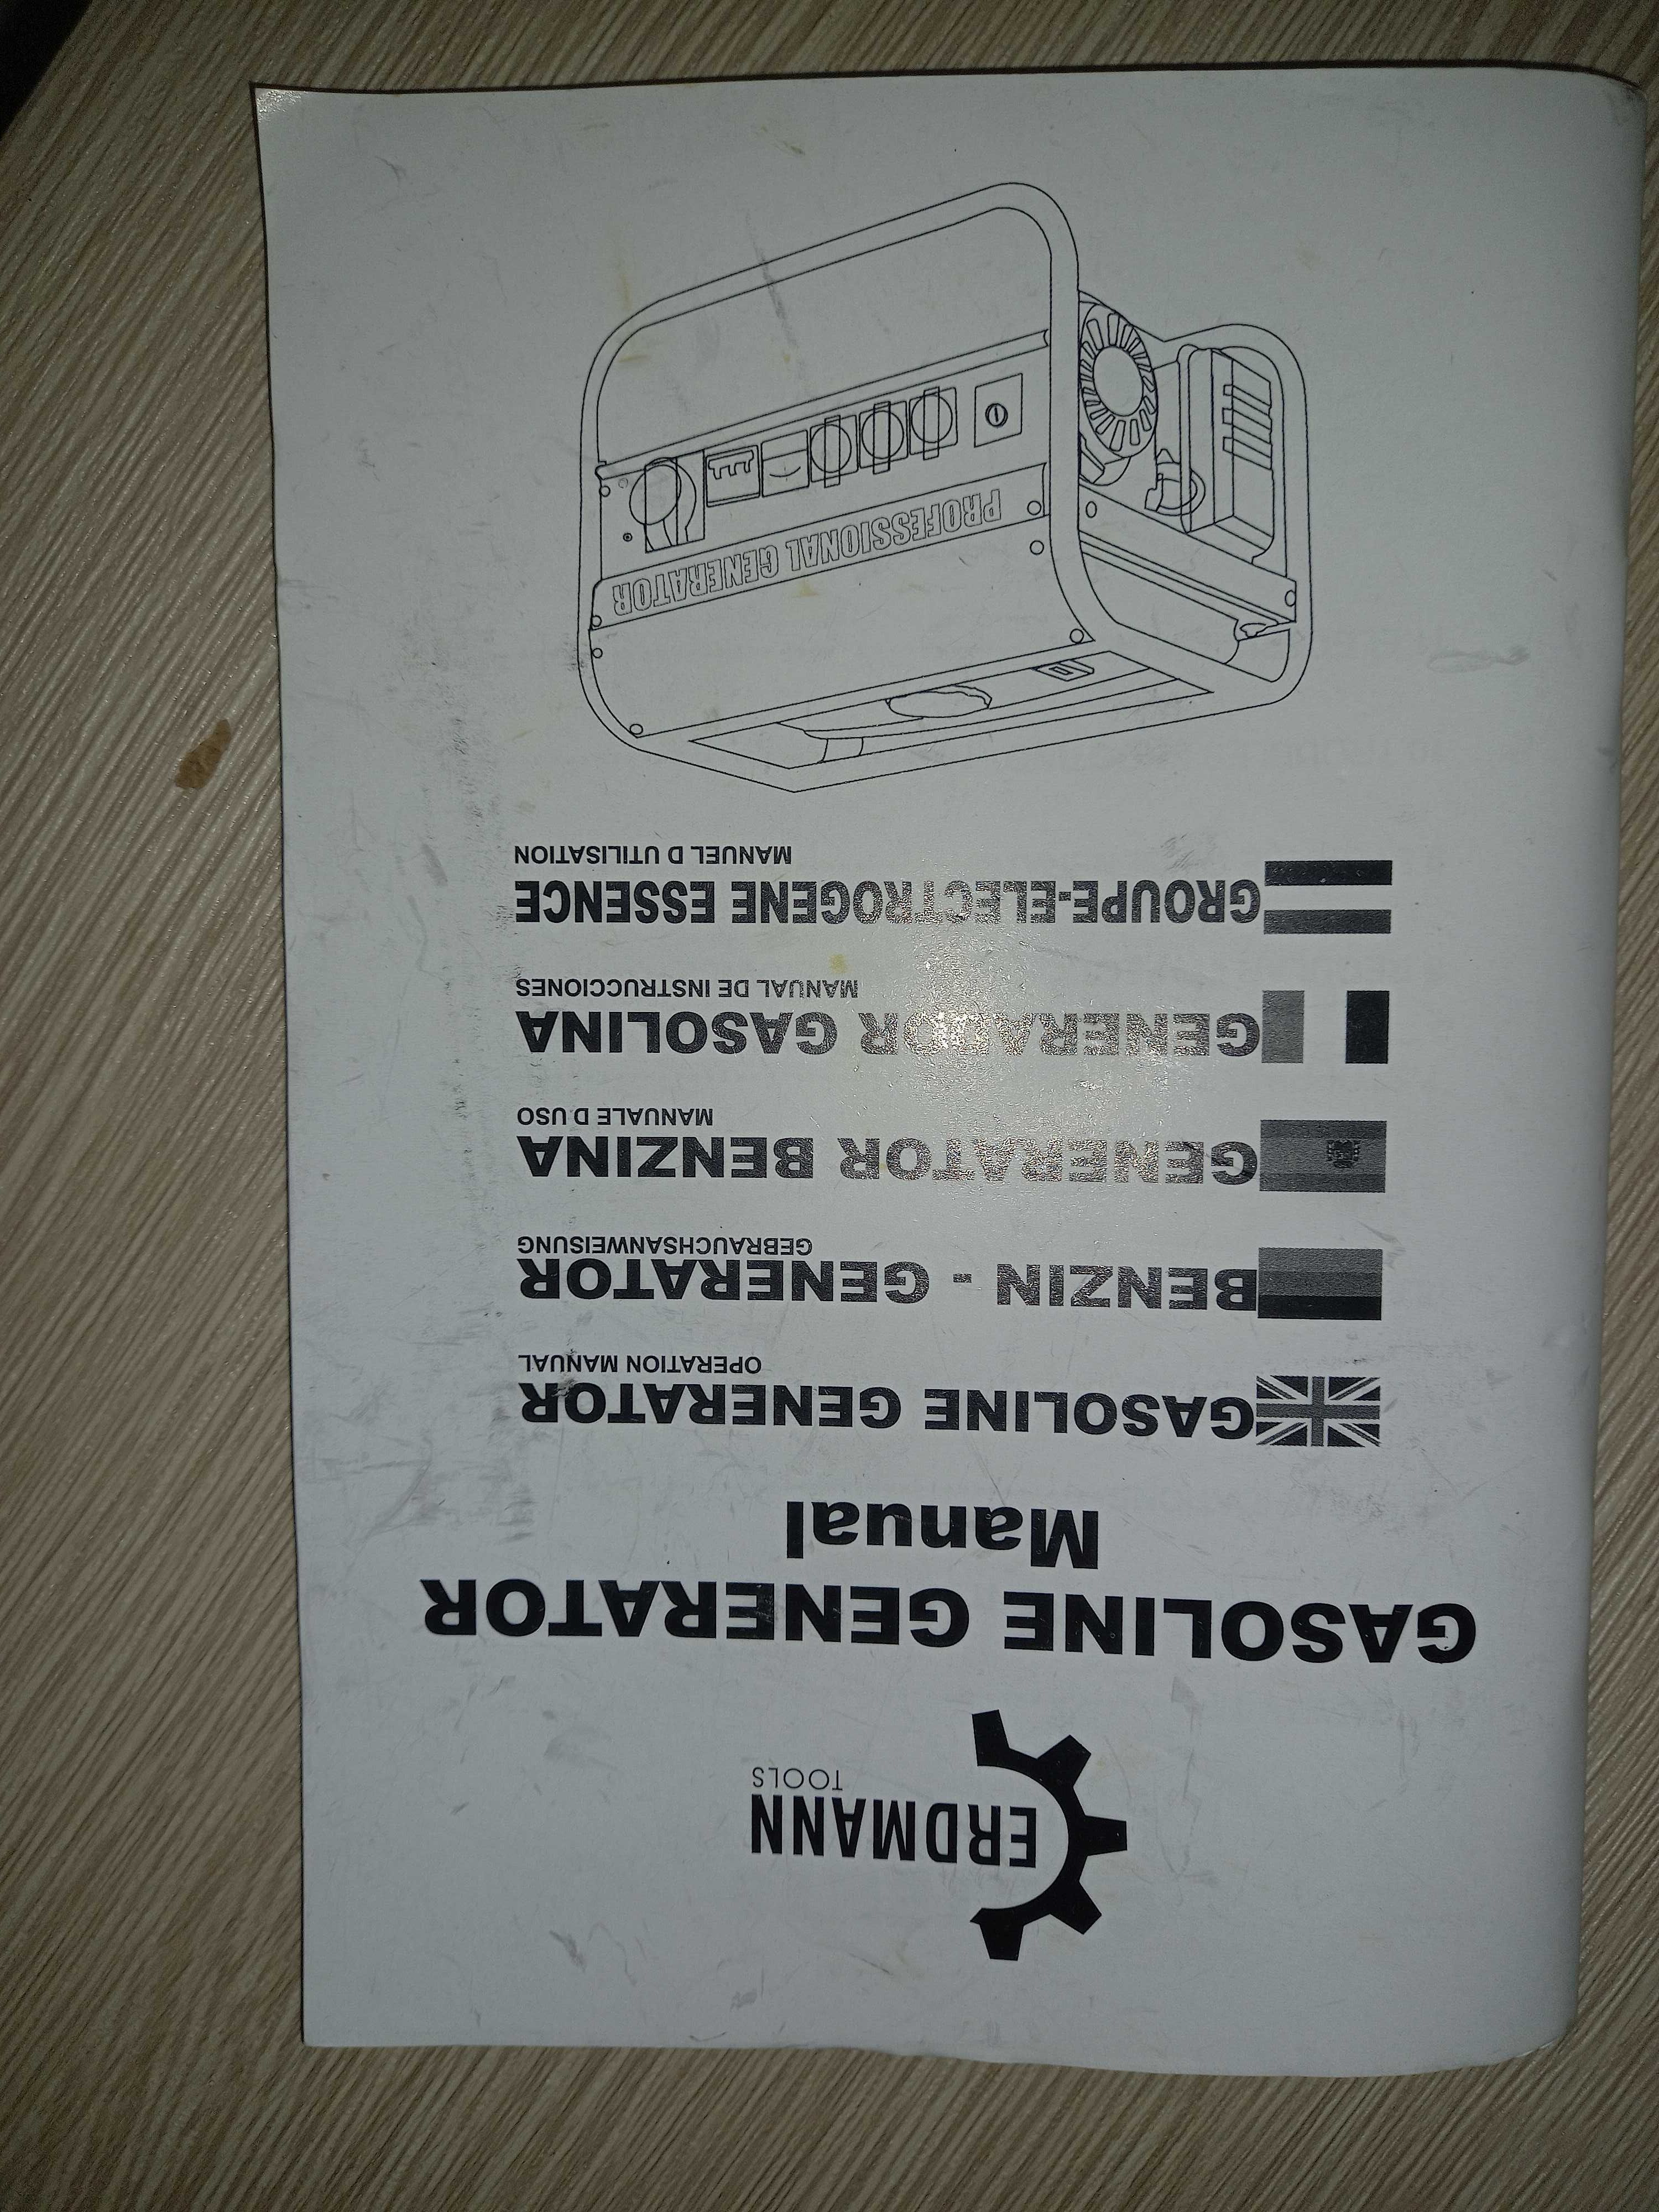 ERDMANN
TOOLS
GASOLINE GENERATOR
Manual
GASOLINE GENERATOR
OPERATION MANUAL
BENZIN - GENERATOR
GEBRAUCHSANWEISUNG
GENERATOR BENZINA
MANUALE D USO
GENERATOR GASOLINA
MANUAL DE INSTRUCCIONES
GROUPE-ELECTROGENE ESSENCE
MANUEL D UTILISATION
PROFESSIONAL GENERATOR